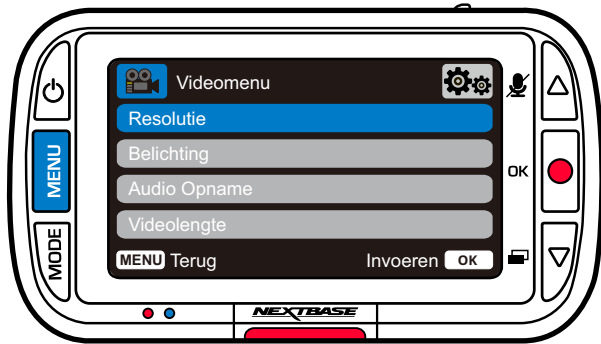 Videomenu
Resolutie
Belichting
Audio Opname
Videolengte
MENU Terug
Invoeren OK
MENU
MODE
OK
NEXTBASE